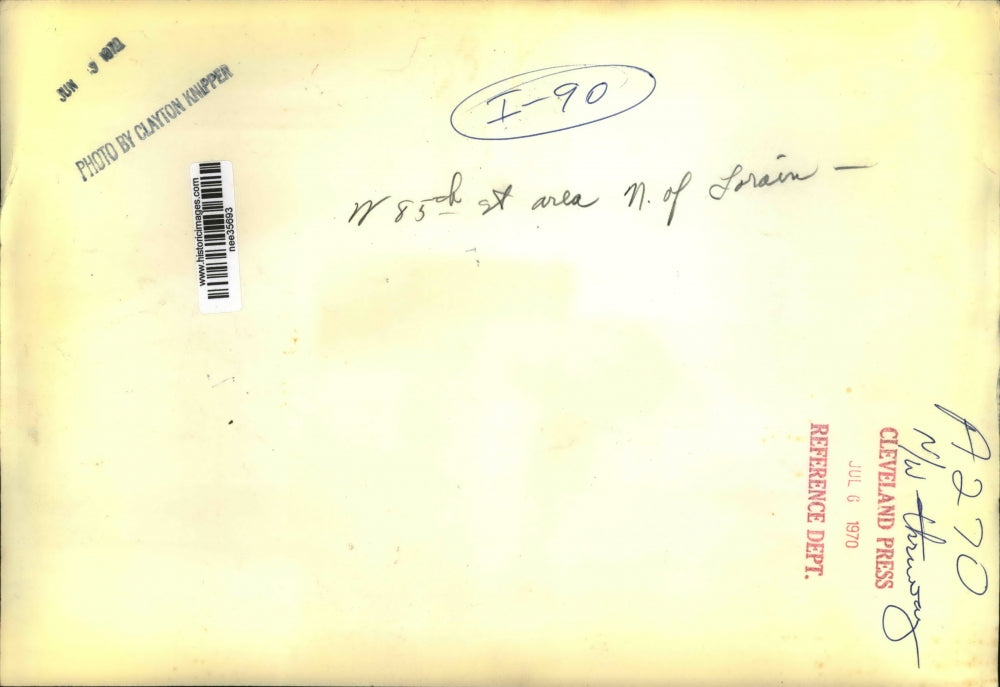 JUN 9 1970
PHOTO BY CLAYTON KNIPPER
I-90
W 85th st area N. of Lorain —
www.historicimages.com
nee35693
A270
N/W thruway
CLEVELAND PRESS
JUL 6 1970
REFERENCE DEPT.